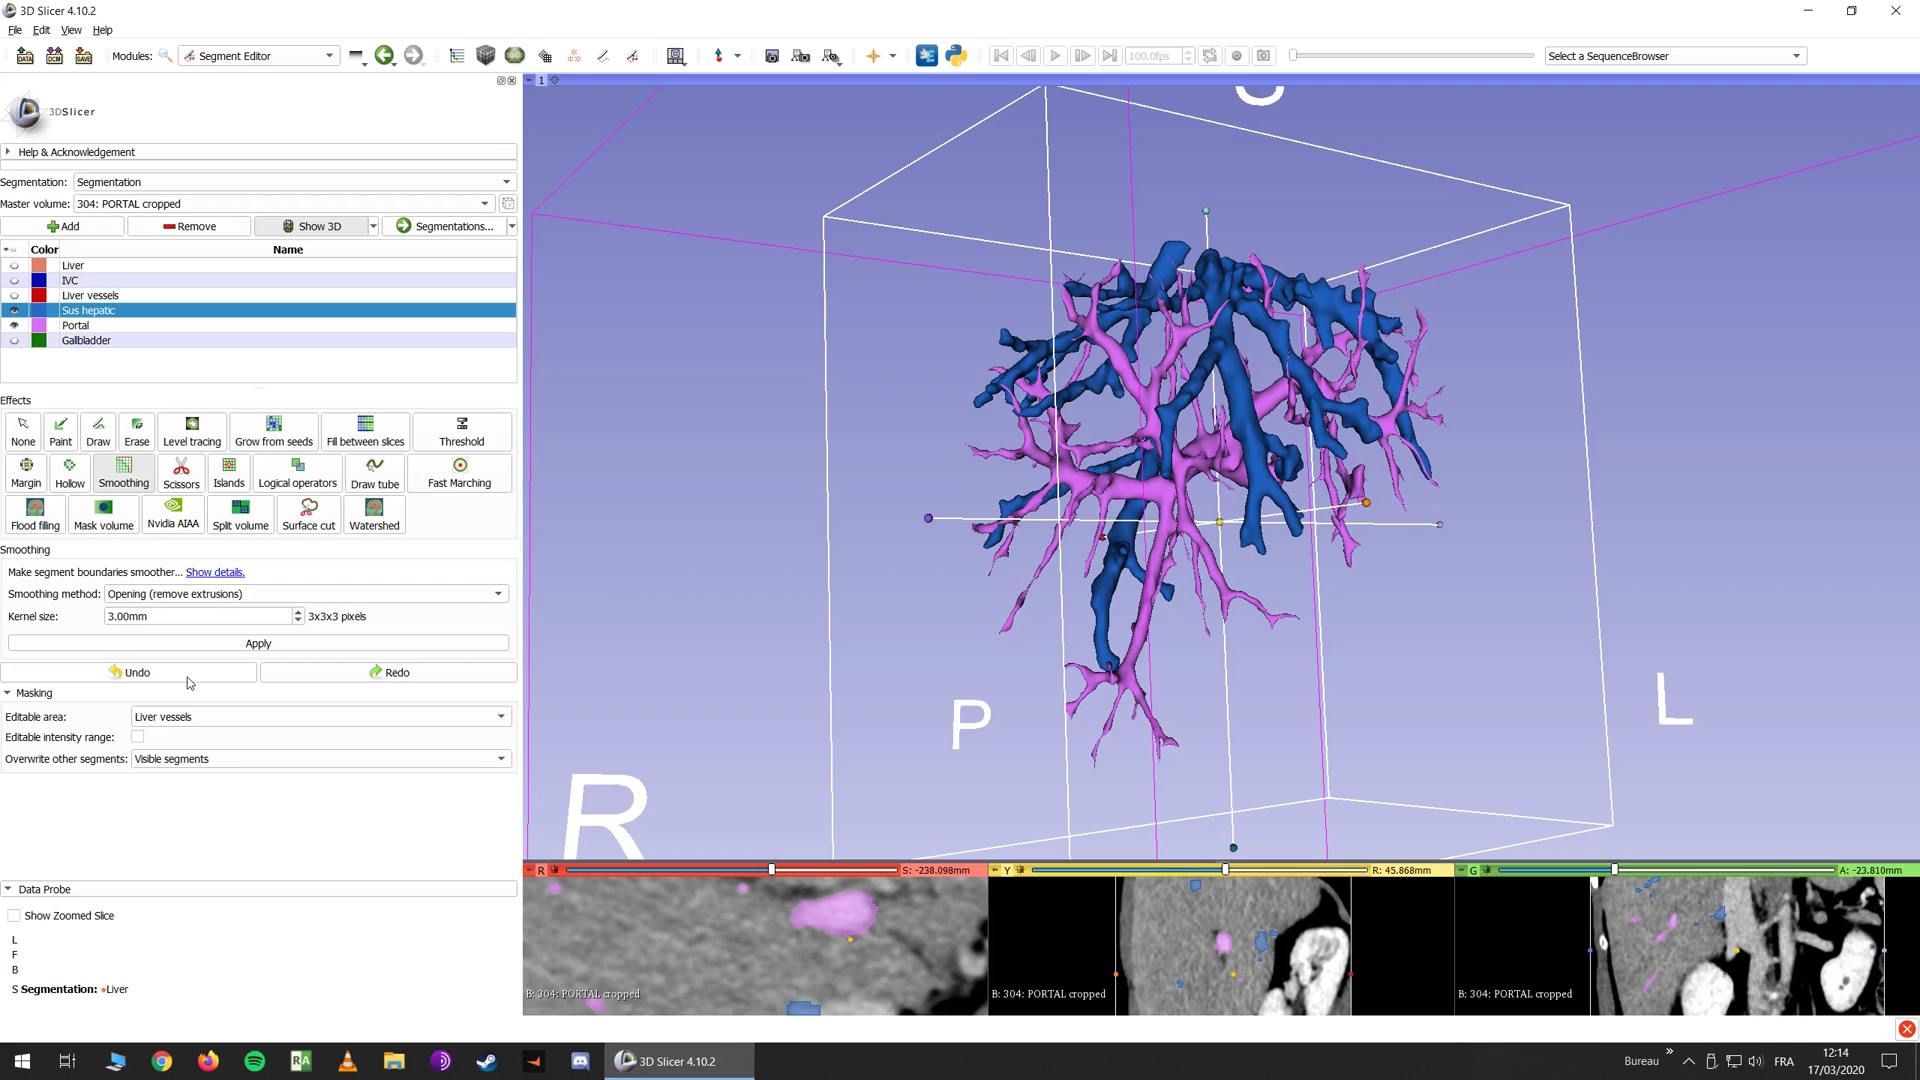 3D Slicer 4.10.2
File Edit View Help
DATA DCM SAVE Modules: Segment Editor 100.0fps Select a SequenceBrowser
1
3DSlicer
Help & Acknowledgement
Segmentation: Segmentation
Master volume: 304: PORTAL cropped
Add Remove Show 3D Segmentations...
Color Name
Liver
IVC
Liver vessels
Sus hepatic
Portal
Gallbladder
Effects
None Paint Draw Erase Level tracing Grow from seeds Fill between slices Threshold
Margin Hollow Smoothing Scissors Islands Logical operators Draw tube Fast Marching
Flood filling Mask volume Nvidia AIAA Split volume Surface cut Watershed
Smoothing
Make segment boundaries smoother... Show details.
Smoothing method: Opening (remove extrusions)
Kernel size: 3.00mm 3x3x3 pixels
Apply
Undo Redo
Masking
Editable area: Liver vessels
Editable intensity range:
Overwrite other segments: Visible segments
P
L
R
Data Probe
Show Zoomed Slice
L
F
B
S Segmentation: •Liver
R S: -238.098mm
Y R: 45.868mm
G A: -23.810mm
B: 304: PORTAL cropped
B: 304: PORTAL cropped
B: 304: PORTAL cropped
3D Slicer 4.10.2
Bureau FRA 12:14
17/03/2020